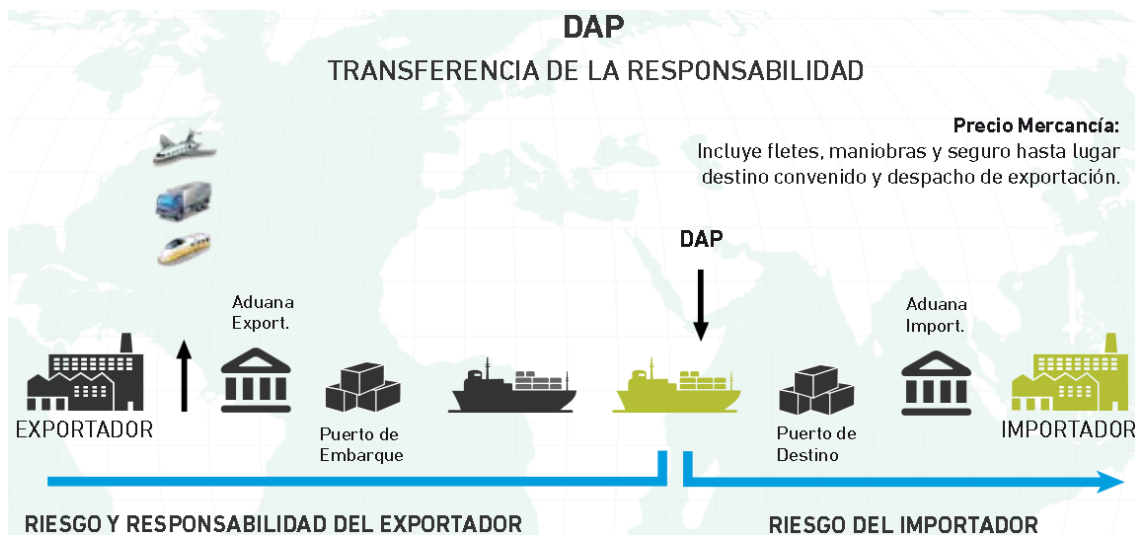 DAP
TRANSFERENCIA DE LA RESPONSABILIDAD
Precio Mercancía:
Incluye fletes, maniobras y seguro hasta lugar
destino convenido y despacho de exportación.
DAP
Aduana
Export.
Aduana
Import.
EXPORTADOR
Puerto de
Embarque
Puerto de
Destino
IMPORTADOR
RIESGO Y RESPONSABILIDAD DEL EXPORTADOR
RIESGO DEL IMPORTADOR